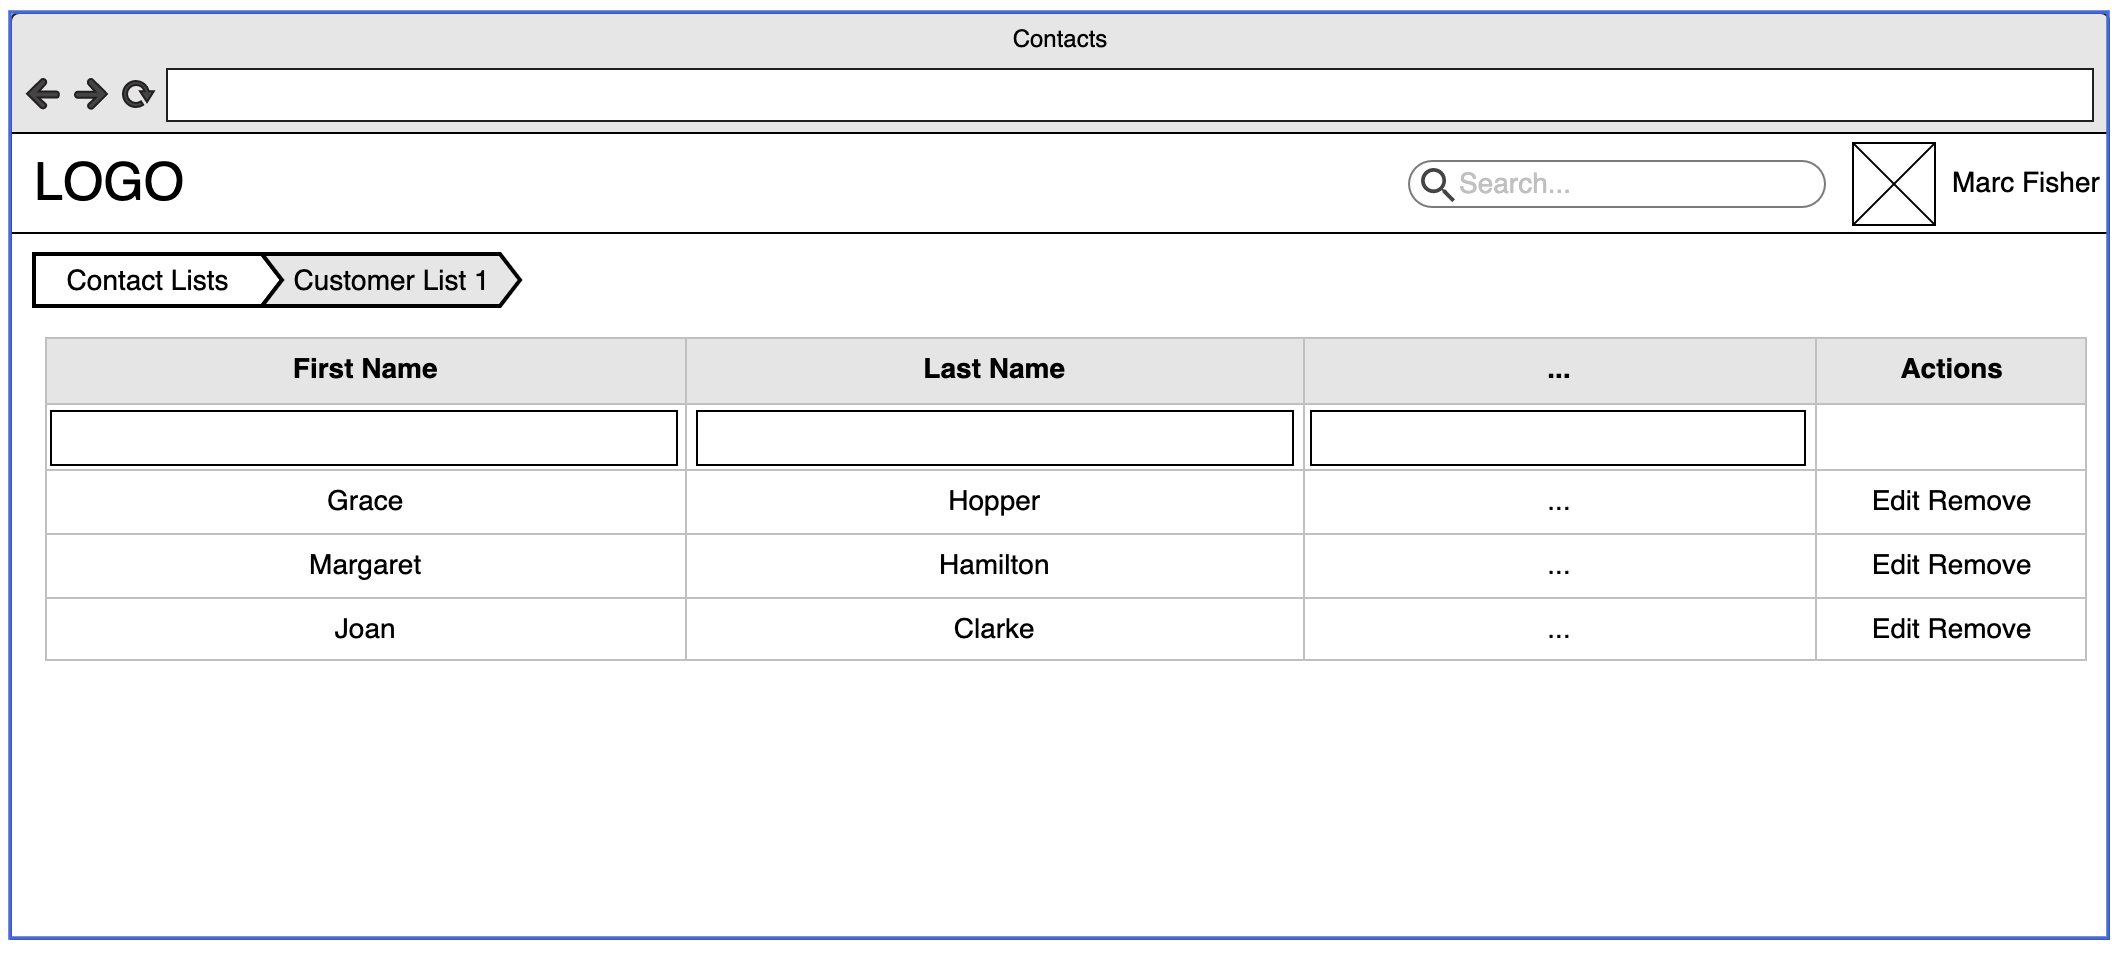 Contacts
LOGO
Search...
Marc Fisher
Contact Lists
Customer List 1
First Name Last Name ... Actions
Grace Hopper ... Edit Remove
Margaret Hamilton ... Edit Remove
Joan Clarke ... Edit Remove